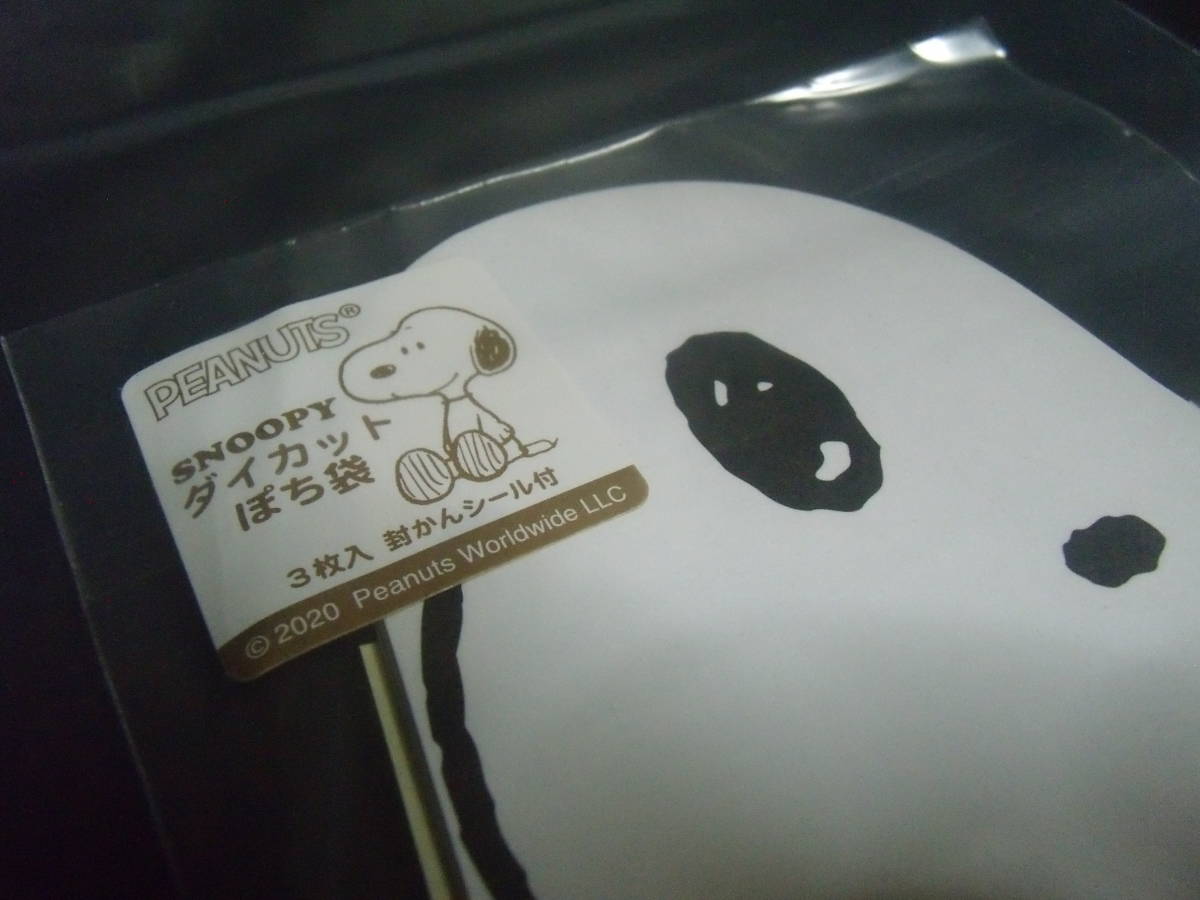 PEANUTS®
SNOOPY
ダイカット
ぽち袋
3枚入 封かんシール付
© 2020 Peanuts Worldwide LLC